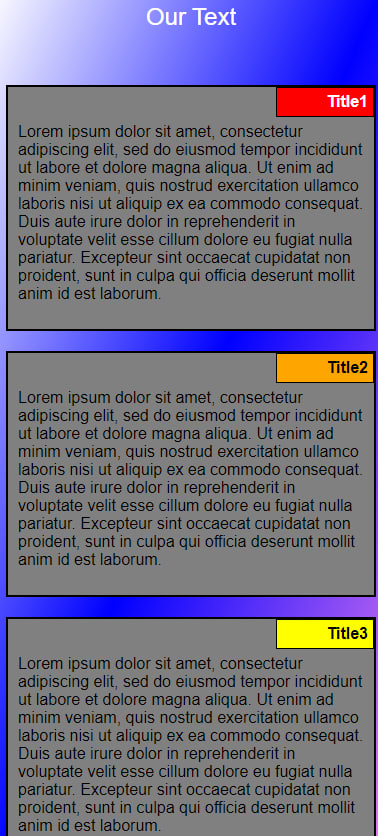 Our Text
Title1
Lorem ipsum dolor sit amet, consectetur
adipiscing elit, sed do eiusmod tempor incididunt
ut labore et dolore magna aliqua. Ut enim ad
minim veniam, quis nostrud exercitation ullamco
laboris nisi ut aliquip ex ea commodo consequat.
Duis aute irure dolor in reprehenderit in
voluptate velit esse cillum dolore eu fugiat nulla
pariatur. Excepteur sint occaecat cupidatat non
proident, sunt in culpa qui officia deserunt mollit
anim id est laborum.
Title2
Lorem ipsum dolor sit amet, consectetur
adipiscing elit, sed do eiusmod tempor incididunt
ut labore et dolore magna aliqua. Ut enim ad
minim veniam, quis nostrud exercitation ullamco
laboris nisi ut aliquip ex ea commodo consequat.
Duis aute irure dolor in reprehenderit in
voluptate velit esse cillum dolore eu fugiat nulla
pariatur. Excepteur sint occaecat cupidatat non
proident, sunt in culpa qui officia deserunt mollit
anim id est laborum.
Title3
Lorem ipsum dolor sit amet, consectetur
adipiscing elit, sed do eiusmod tempor incididunt
ut labore et dolore magna aliqua. Ut enim ad
minim veniam, quis nostrud exercitation ullamco
laboris nisi ut aliquip ex ea commodo consequat.
Duis aute irure dolor in reprehenderit in
voluptate velit esse cillum dolore eu fugiat nulla
pariatur. Excepteur sint occaecat cupidatat non
proident, sunt in culpa qui officia deserunt mollit
anim id est laborum.